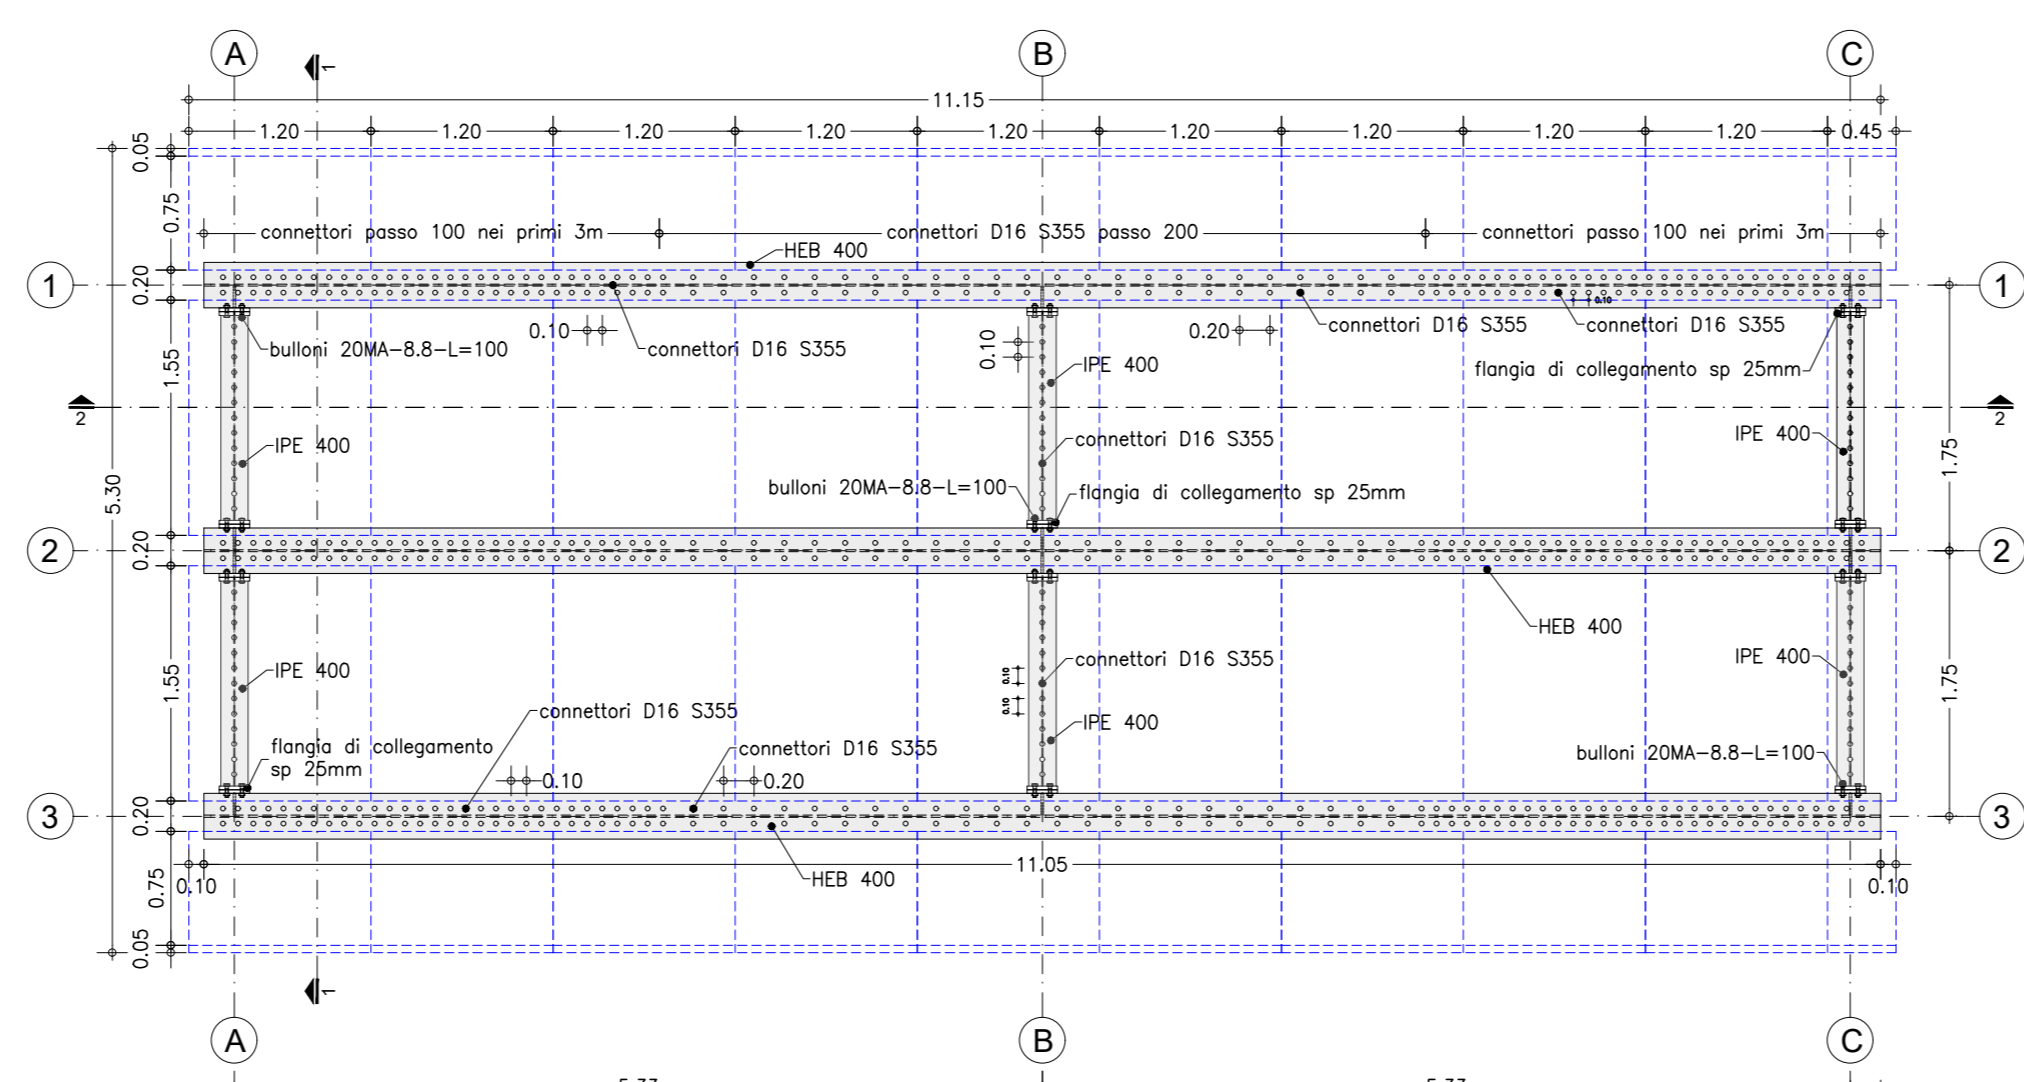 A B C
1
11.15
1.20 1.20 1.20 1.20 1.20 1.20 1.20 1.20 1.20 0.45
0.05
0.75
connettori passo 100 nei primi 3m connettori D16 S355 passo 200 connettori passo 100 nei primi 3m
HEB 400
1 0.20 1
0.10
0.10 connettori D16 S355 0.10 0.20 connettori D16 S355 connettori D16 S355
bulloni 20MA-8.8-L=100
IPE 400
flangia di collegamento sp 25mm
1.55
2 2
IPE 400
connettori D16 S355
IPE 400
1.75
5.30
bulloni 20MA-8.8-L=100
flangia di collegamento sp 25mm
2 0.20 2
HEB 400
IPE 400
connettori D16 S355
IPE 400
1.55
0.10
0.10
1.75
connettori D16 S355
IPE 400
flangia di collegamento
sp 25mm
connettori D16 S355
bulloni 20MA-8.8-L=100
0.10 0.20
3 0.20 3
11.05
0.10 HEB 400 0.10
0.75
0.05
1
A B C